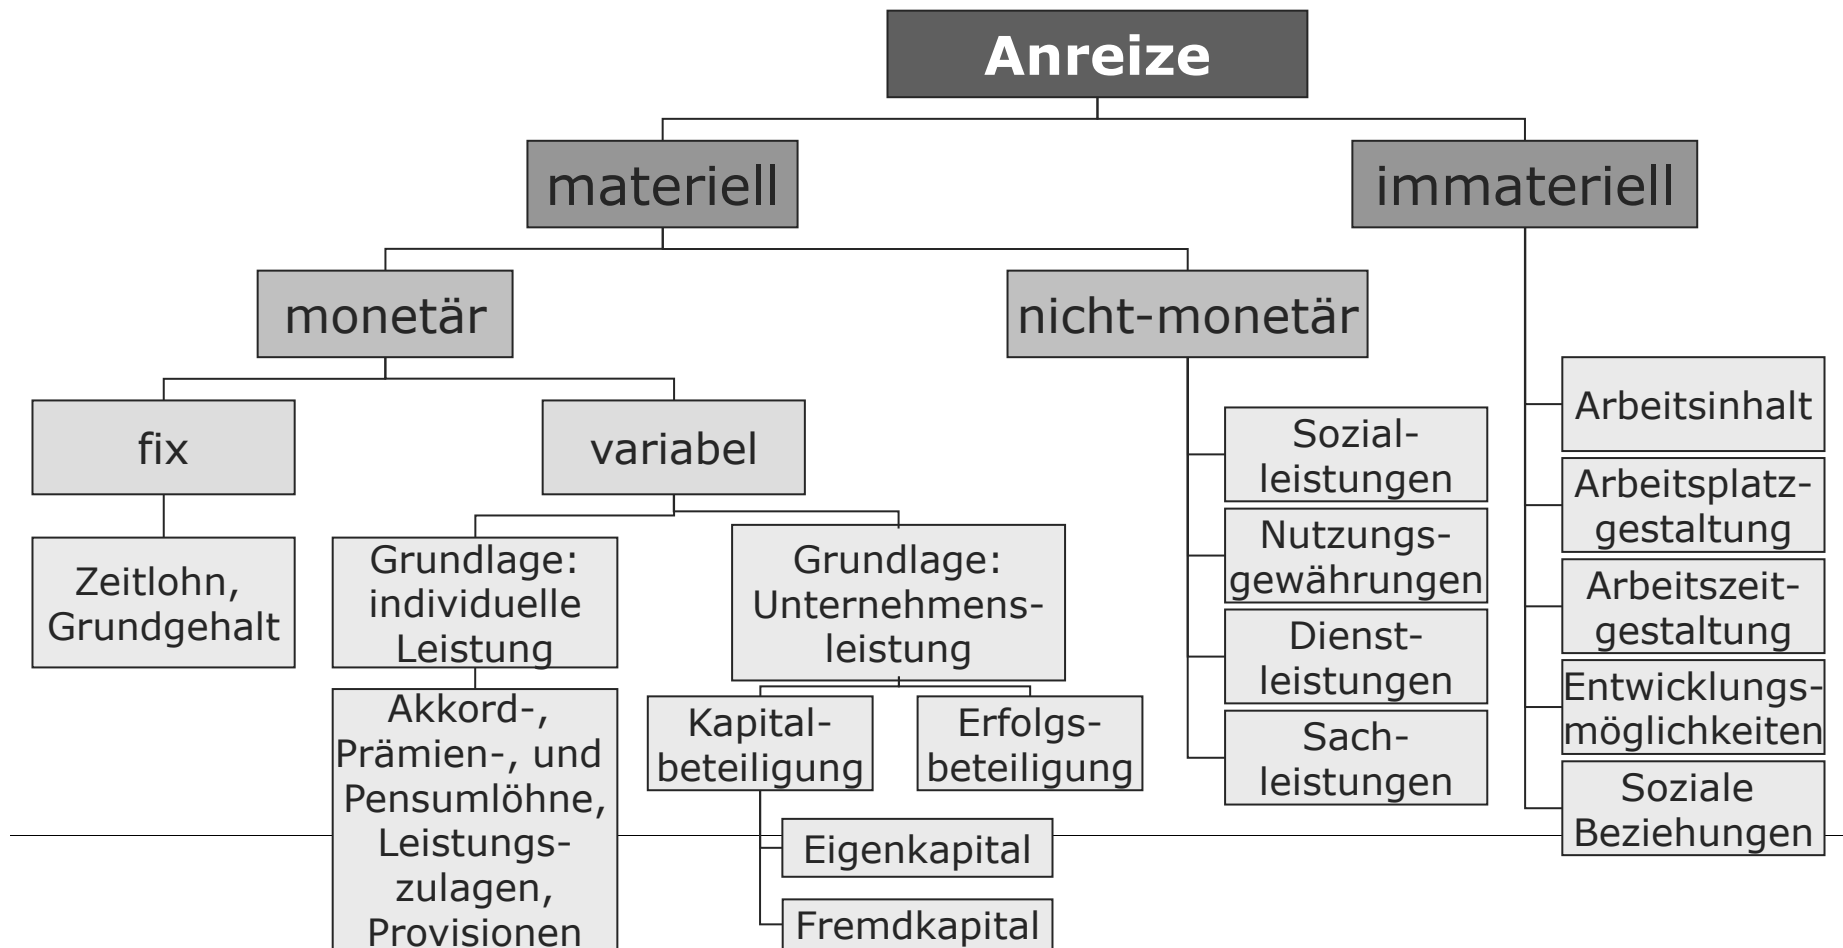 Anreize
materiell
immateriell
monetär
nicht-monetär
fix
variabel
Zeitlohn,
Grundgehalt
Grundlage:
individuelle
Leistung
Akkord-,
Prämien-, und
Pensumlöhne,
Leistungs-
zulagen,
Provisionen
Grundlage:
Unternehmens-
leistung
Kapital-
beteiligung
Eigenkapital
Fremdkapital
Erfolgs-
beteiligung
Sozial-
leistungen
Nutzungs-
gewährungen
Dienst-
leistungen
Sach-
leistungen
Arbeitsinhalt
Arbeitsplatz-
gestaltung
Arbeitszeit-
gestaltung
Entwicklungs-
möglichkeiten
Soziale
Beziehungen